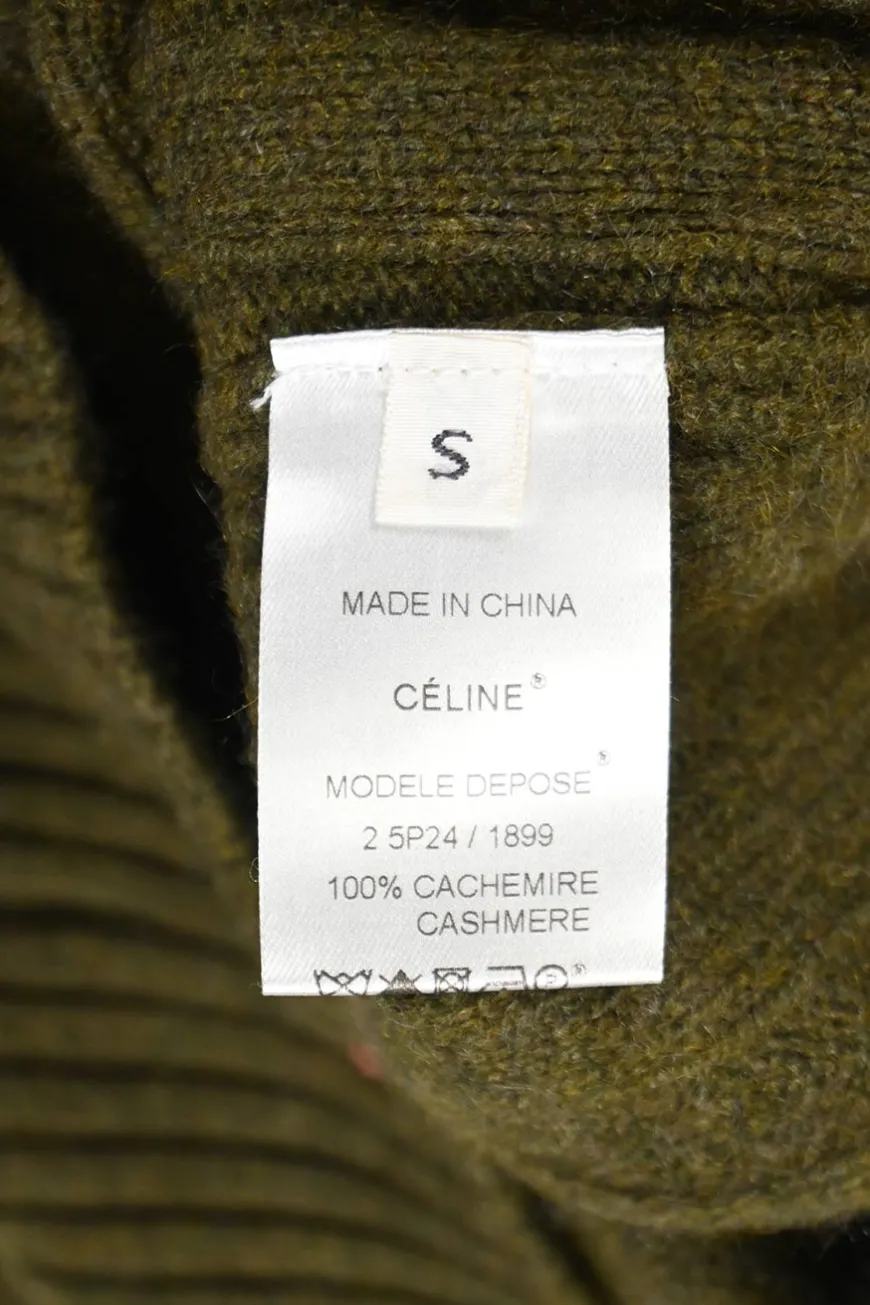 S
MADE IN CHINA
CÉLINE®
MODELE DEPOSE®
2 5P24 / 1899
100% CACHEMIRE
CASHMERE